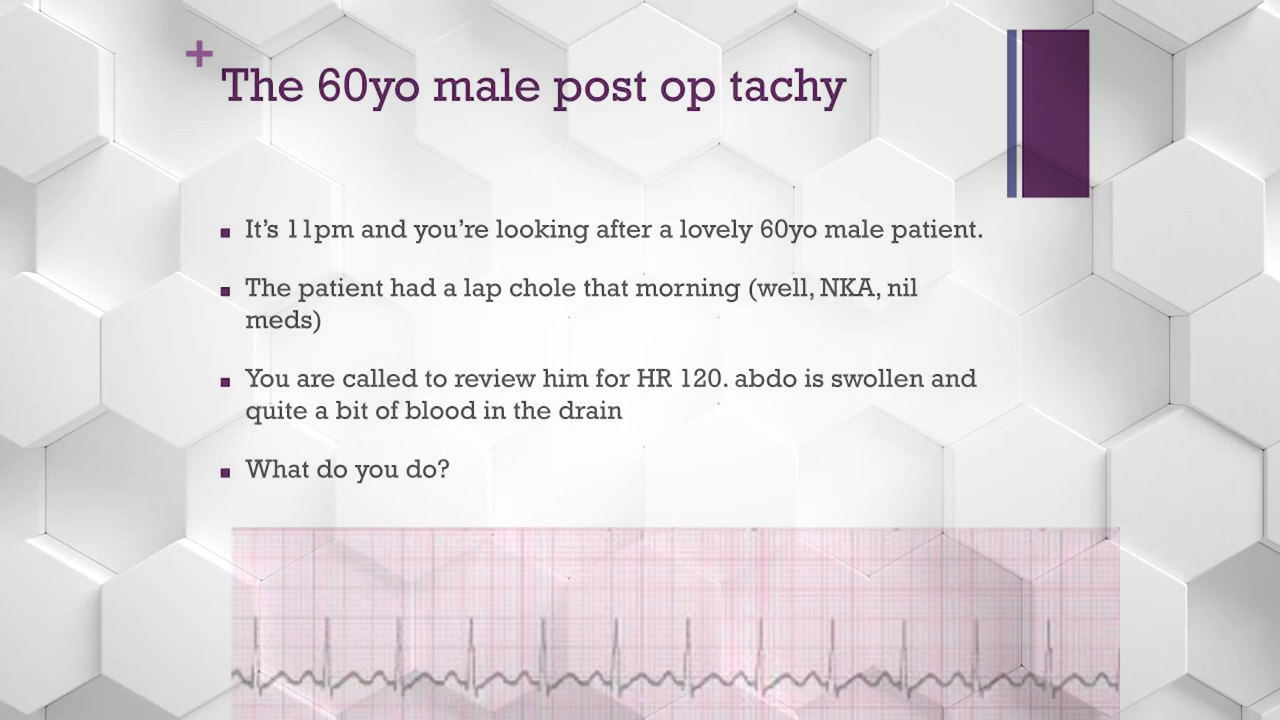 The 60yo male post op tachy
It’s 11pm and you’re looking after a lovely 60yo male patient.
The patient had a lap chole that morning (well, NKA, nil
meds)
You are called to review him for HR 120. abdo is swollen and
quite a bit of blood in the drain
What do you do?